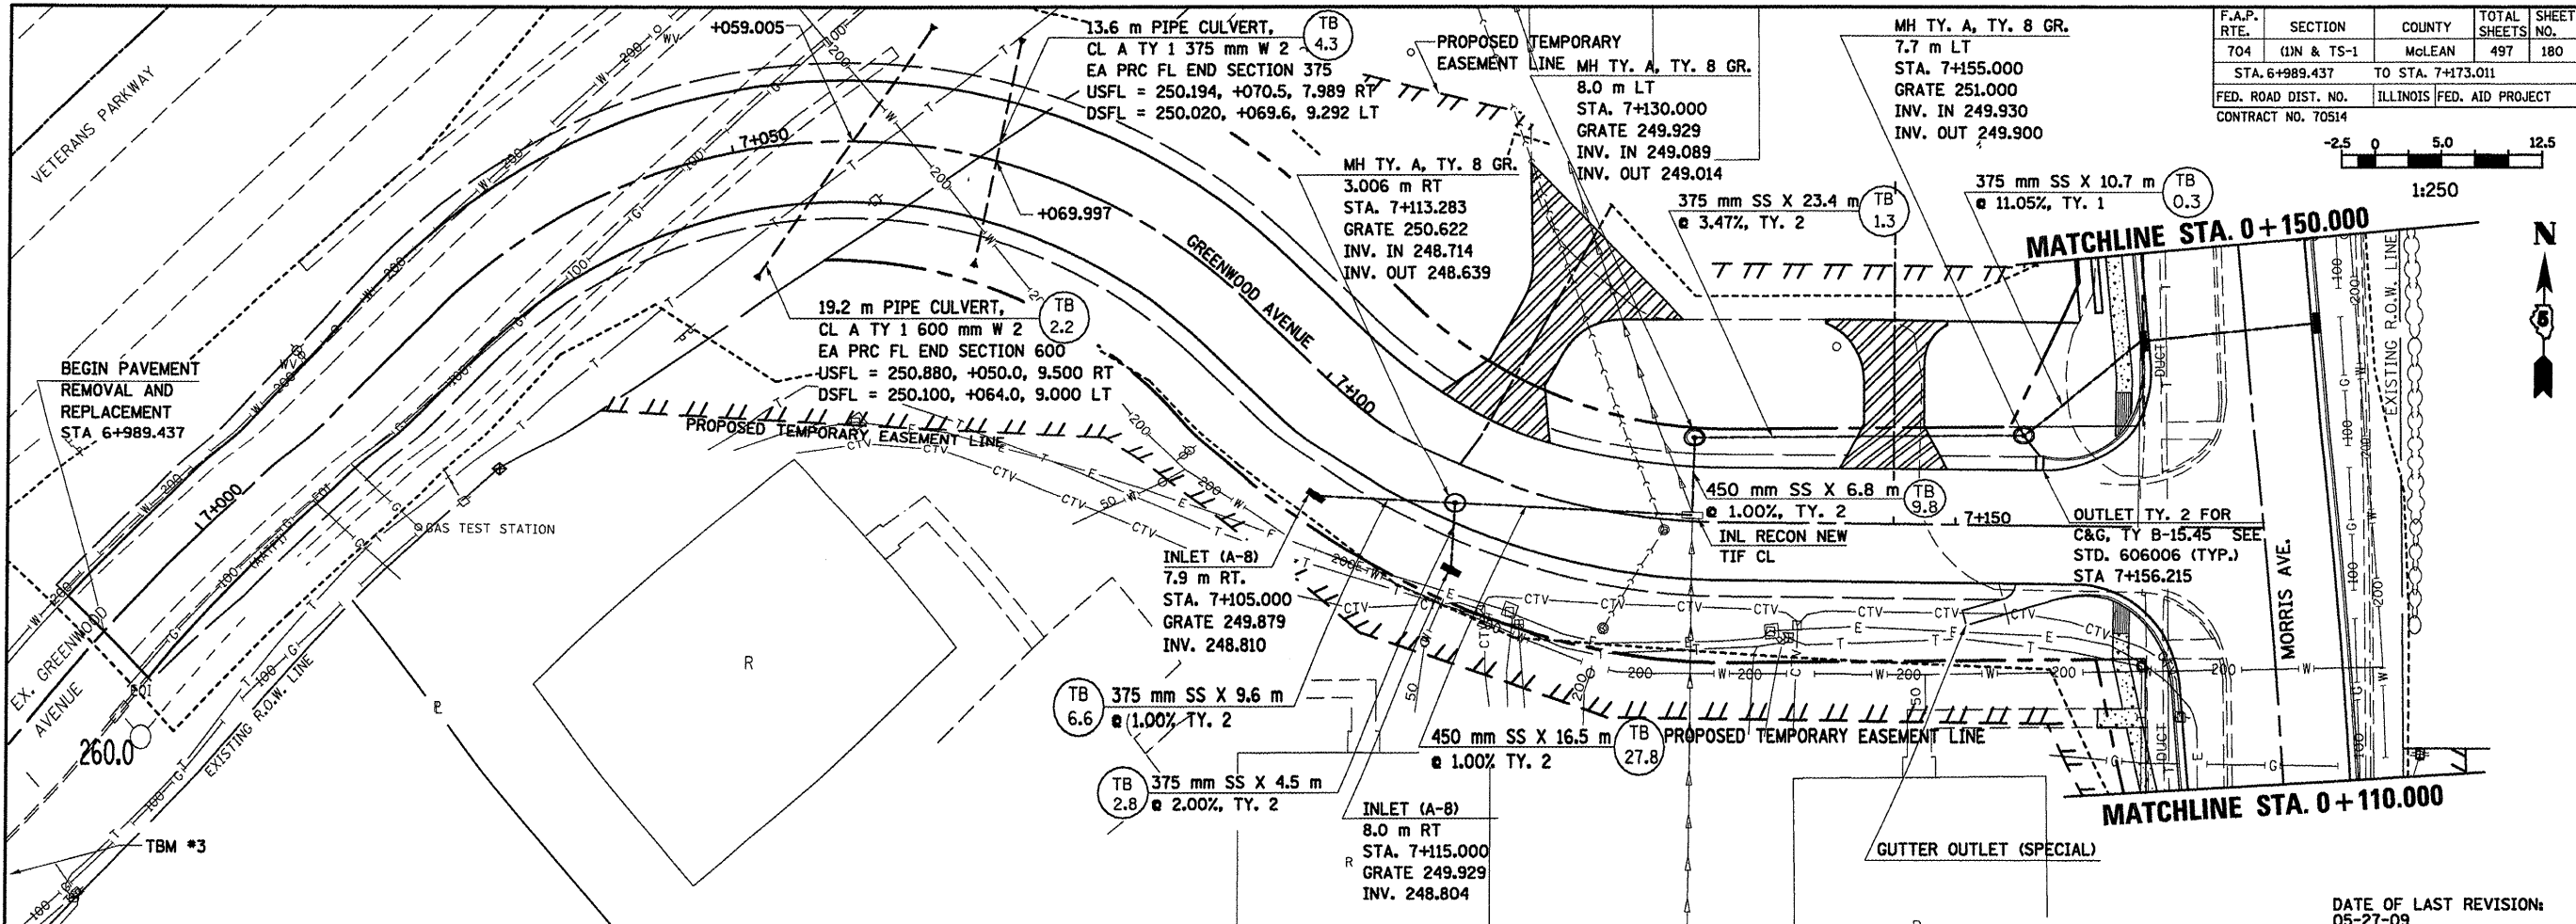 F.A.P. RTE. SECTION COUNTY TOTAL SHEETS SHEET NO.
704 (1)N & TS-1 McLEAN 497 180
STA. 6+989.437 TO STA. 7+173.011
FED. ROAD DIST. NO. ILLINOIS FED. AID PROJECT
CONTRACT NO. 70514
-2.5 0 5.0 12.5
1:250
N
VETERANS PARKWAY
+059.005
7+050
13.6 m PIPE CULVERT,
CL A TY 1 375 mm W 2
EA PRC FL END SECTION 375
USFL = 250.194, +070.5, 7.989 RT
DSFL = 250.020, +069.6, 9.292 LT
TB
4.3
PROPOSED TEMPORARY
EASEMENT LINE
MH TY. A, TY. 8 GR.
8.0 m LT
STA. 7+130.000
GRATE 249.929
INV. IN 249.089
INV. OUT 249.014
MH TY. A, TY. 8 GR.
7.7 m LT
STA. 7+155.000
GRATE 251.000
INV. IN 249.930
INV. OUT 249.900
MH TY. A, TY. 8 GR.
3.006 m RT
STA. 7+113.283
GRATE 250.622
INV. IN 248.714
INV. OUT 248.639
375 mm SS X 23.4 m
@ 3.47%, TY. 2
TB
1.3
375 mm SS X 10.7 m
@ 11.05%, TY. 1
TB
0.3
MATCHLINE STA. 0+150.000
+069.997
GREENWOOD AVENUE
19.2 m PIPE CULVERT,
CL A TY 1 600 mm W 2
EA PRC FL END SECTION 600
USFL = 250.880, +050.0, 9.500 RT
DSFL = 250.100, +064.0, 9.000 LT
TB
2.2
BEGIN PAVEMENT
REMOVAL AND
REPLACEMENT
STA 6+989.437
7+000
7+100
PROPOSED TEMPORARY EASEMENT LINE
GAS TEST STATION
EXISTING R.O.W. LINE
DUCT
450 mm SS X 6.8 m
@ 1.00%, TY. 2
TB
9.8
7+150
INL RECON NEW
TIF CL
OUTLET TY. 2 FOR
C&G, TY B-15.45 SEE
STD. 606006 (TYP.)
STA 7+156.215
MORRIS AVE.
INLET (A-8)
7.9 m RT.
STA. 7+105.000
GRATE 249.879
INV. 248.810
EX. GREENWOOD
AVENUE
260.0
EXISTING R.O.W. LINE
R
TB
6.6
375 mm SS X 9.6 m
@ 1.00% TY. 2
450 mm SS X 16.5 m
@ 1.00% TY. 2
TB
27.8
PROPOSED TEMPORARY EASEMENT LINE
DUCT
TB
2.8
375 mm SS X 4.5 m
@ 2.00%, TY. 2
INLET (A-8)
8.0 m RT
STA. 7+115.000
GRATE 249.929
INV. 248.804
R
MATCHLINE STA. 0+110.000
GUTTER OUTLET (SPECIAL)
TBM #3
DATE OF LAST REVISION:
05-27-09